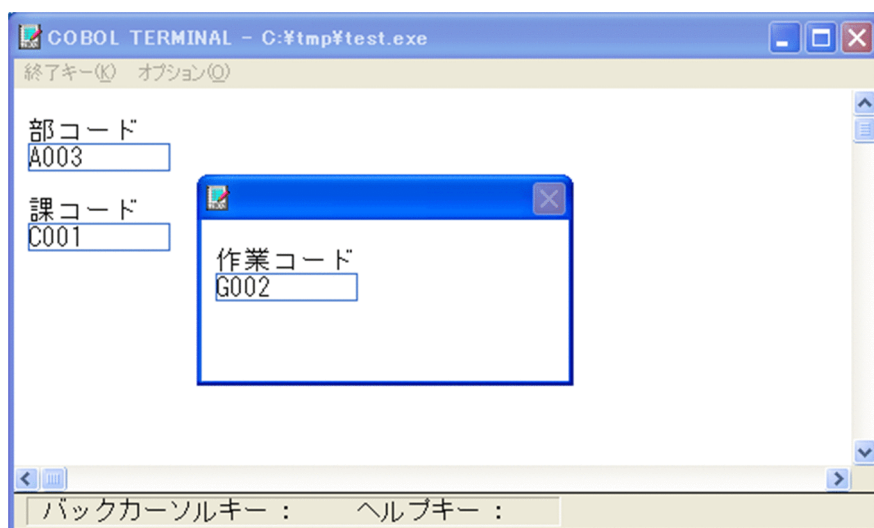 COBOL TERMINAL - C:¥tmp¥test.exe
終了キー(K) オプション(O)
部コード
A003
課コード
C001
作業コード
G002
バックカーソルキー： ヘルプキー：